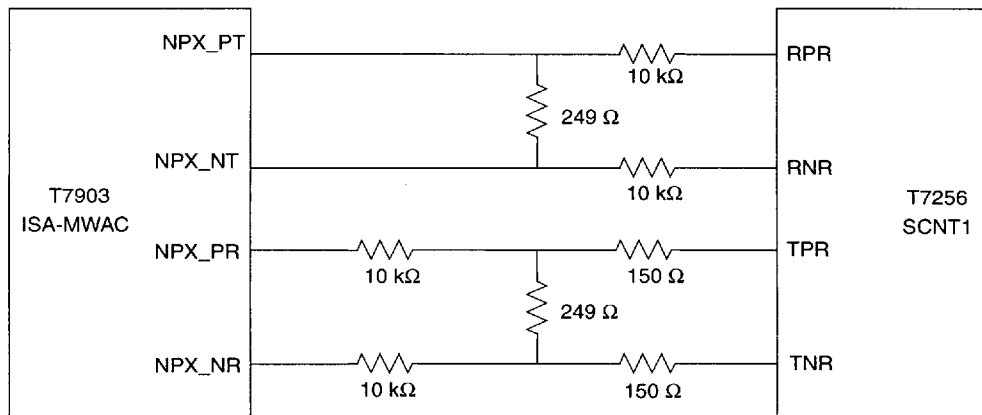 NPX_PT
RPR
10 kΩ
249 Ω
NPX_NT
RNR
10 kΩ
T7903
ISA-MWAC
T7256
SCNT1
NPX_PR
TPR
10 kΩ
150 Ω
249 Ω
NPX_NR
TNR
10 kΩ
150 Ω